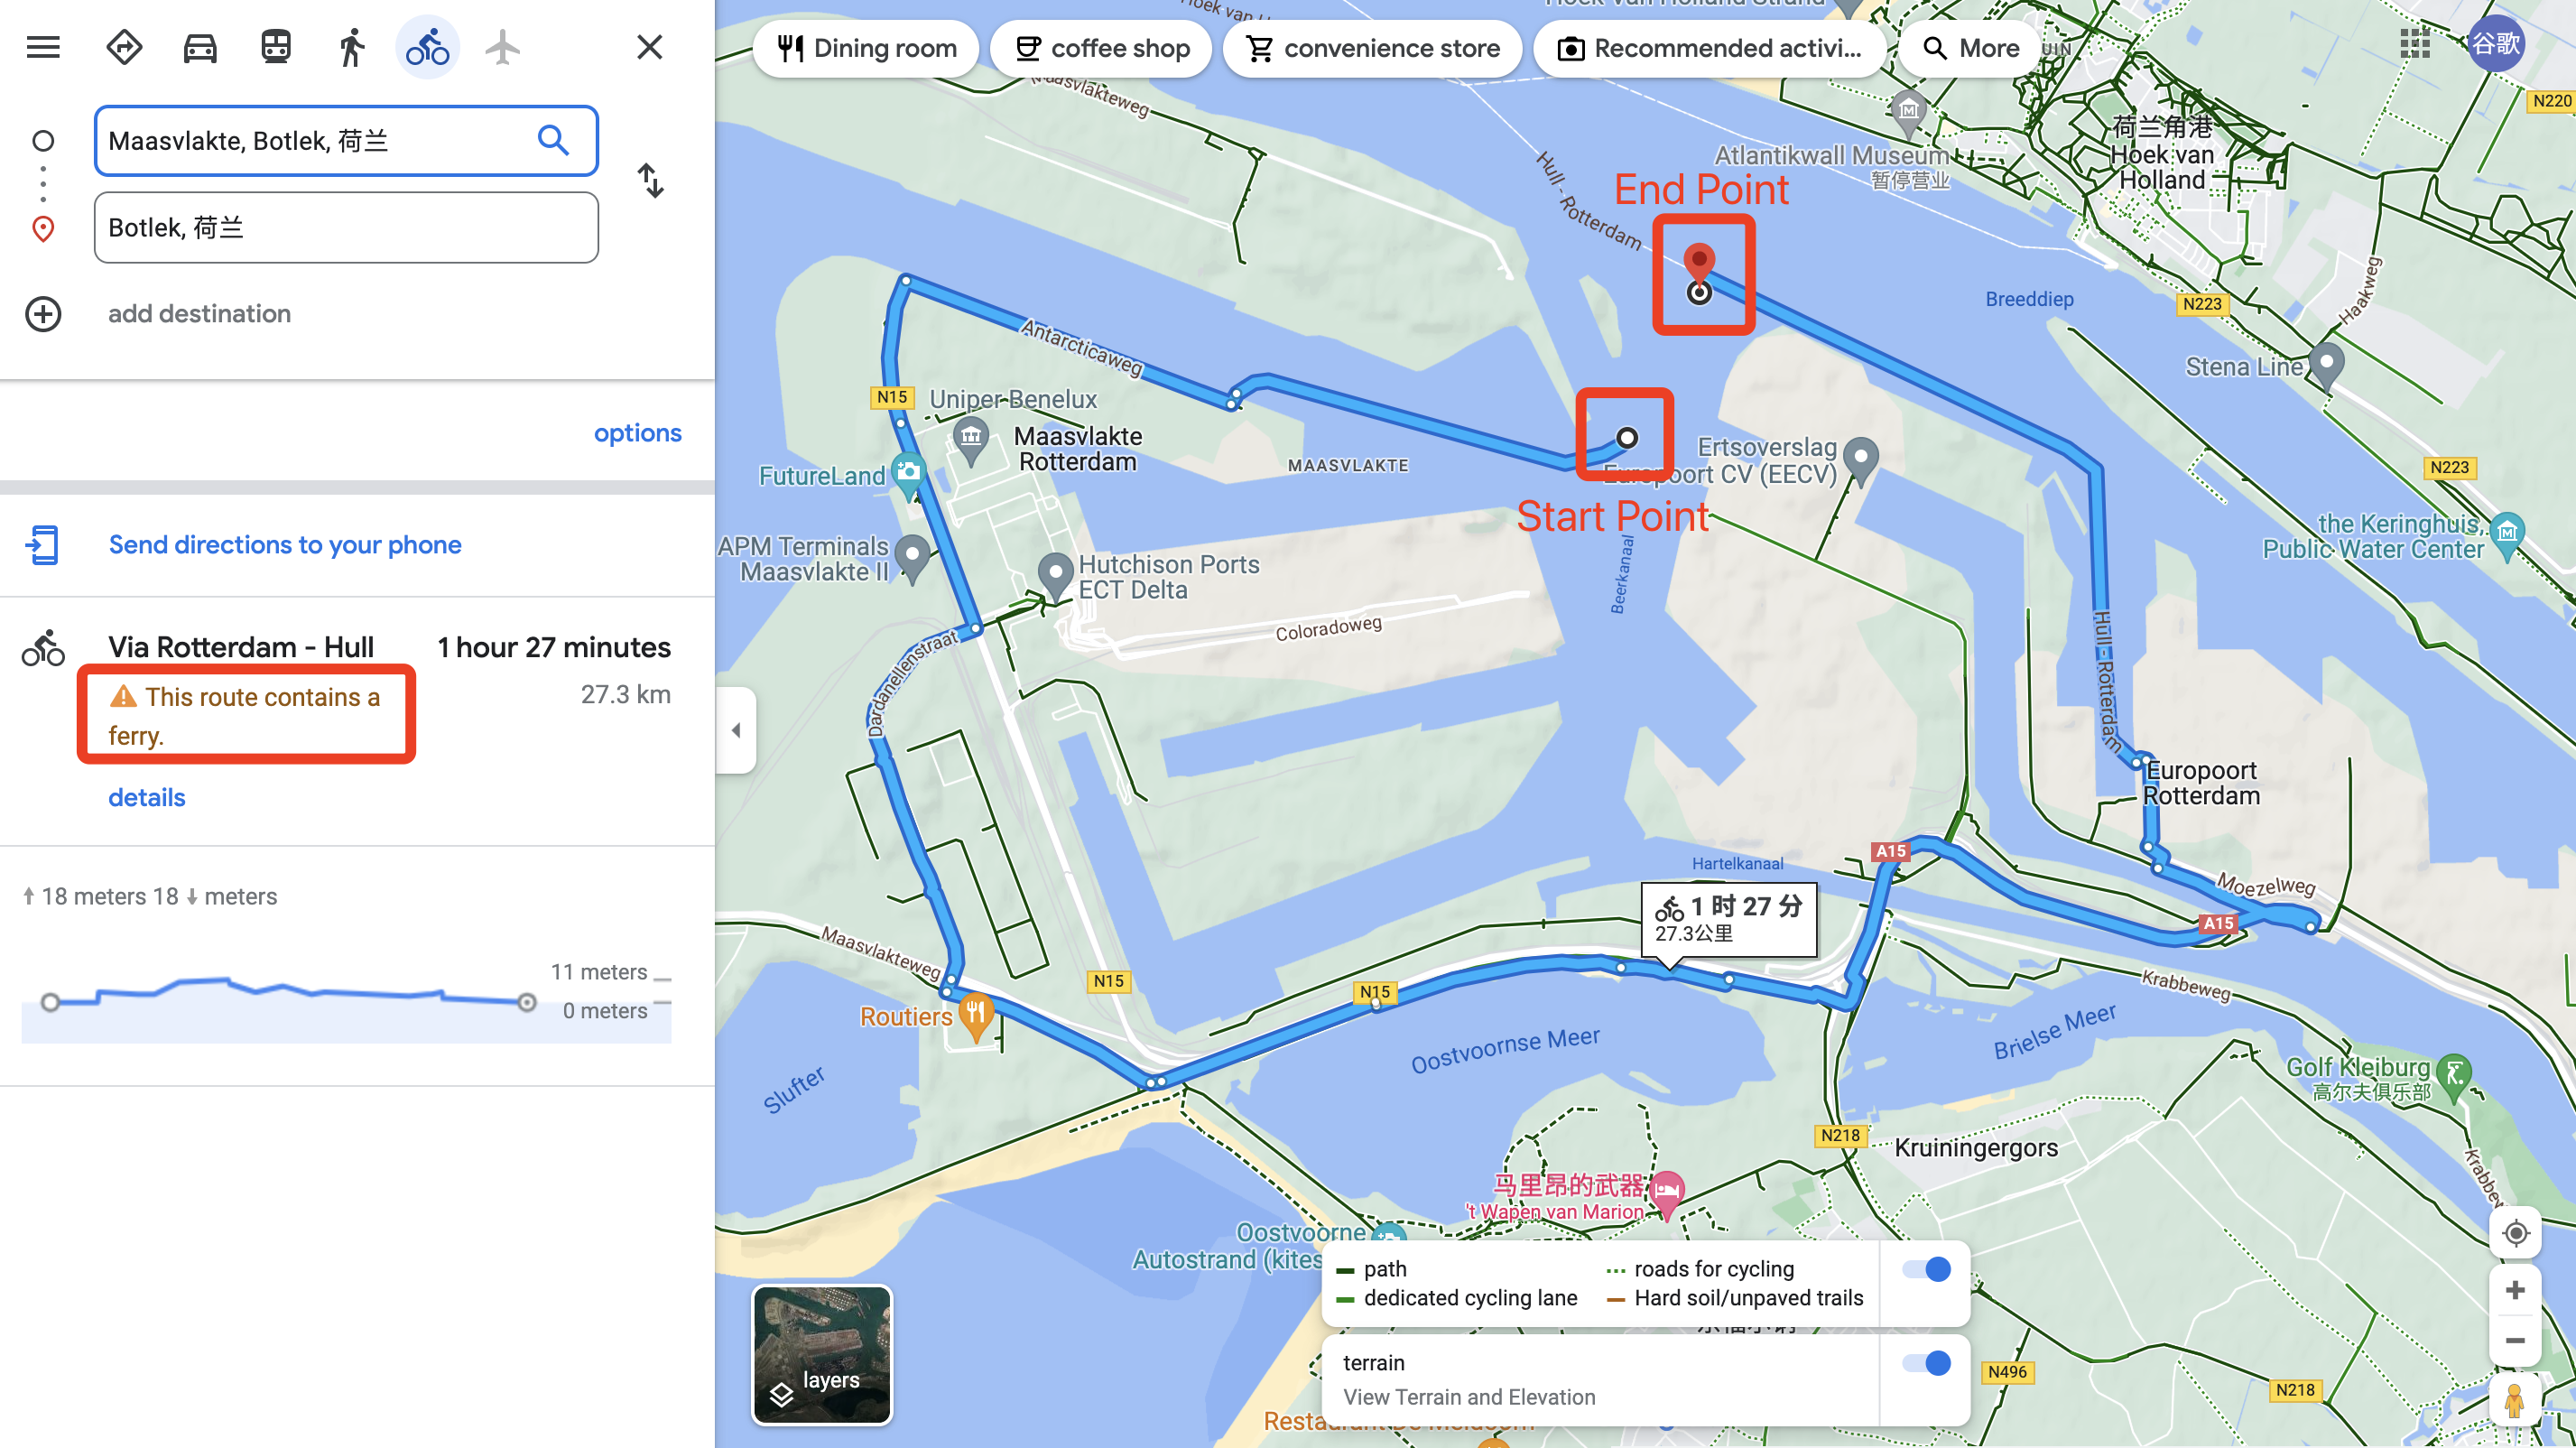 Maasvlakte, Botlek, 荷兰
Botlek, 荷兰
add destination
options
Send directions to your phone
Via Rotterdam - Hull
1 hour 27 minutes
This route contains a
ferry.
27.3 km
details
18 meters 18 meters
11 meters
0 meters
Dining room
coffee shop
convenience store
Recommended activi...
More
谷歌
N220
Maasvlakteweg
Hull - Rotterdam
Atlantikwall Museum
暂停营业
End Point
荷兰角港
Hoek van
Holland
Breeddiep
N223
Haakweg
Stena Line
N223
Antarcticaweg
N15
Uniper Benelux
Maasvlakte
Rotterdam
FutureLand
MAASVLAKTE
Ertsoverslag
Europoort CV (EECV)
Start Point
the Keringhuis,
Public Water Center
APM Terminals
Maasvlakte II
Hutchison Ports
ECT Delta
Beerkanaal
Coloradoweg
Dardanellenstraat
Hull - Rotterdam
Europoort
Rotterdam
A15
Hartelkanaal
Moezelweg
1 时 27 分
27.3公里
A15
Maasvlakteweg
N15
N15
Krabbeweg
Routiers
Oostvoornse Meer
Brielse Meer
Slufter
Golf Kleiburg
高尔夫俱乐部
N218
Kruiningergors
马里昂的武器
't Wapen van Marion
Oostvoorne
Autostrand (kites
path
roads for cycling
dedicated cycling lane
Hard soil/unpaved trails
terrain
View Terrain and Elevation
layers
N496
N218